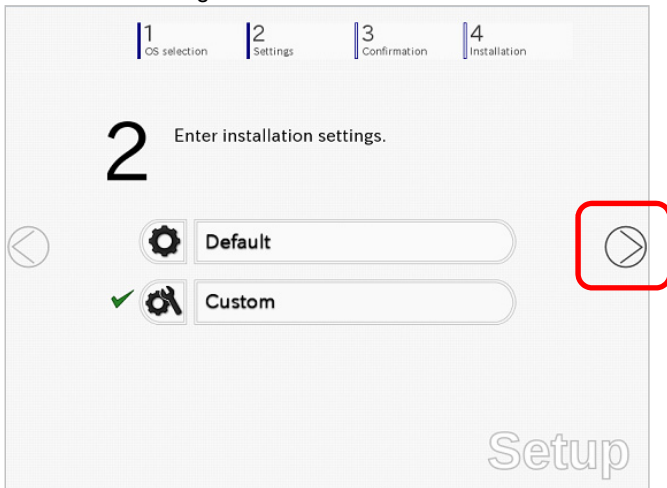 1 2 3 4
OS selection Settings Confirmation Installation
2 Enter installation settings.
Default
Custom
Setup